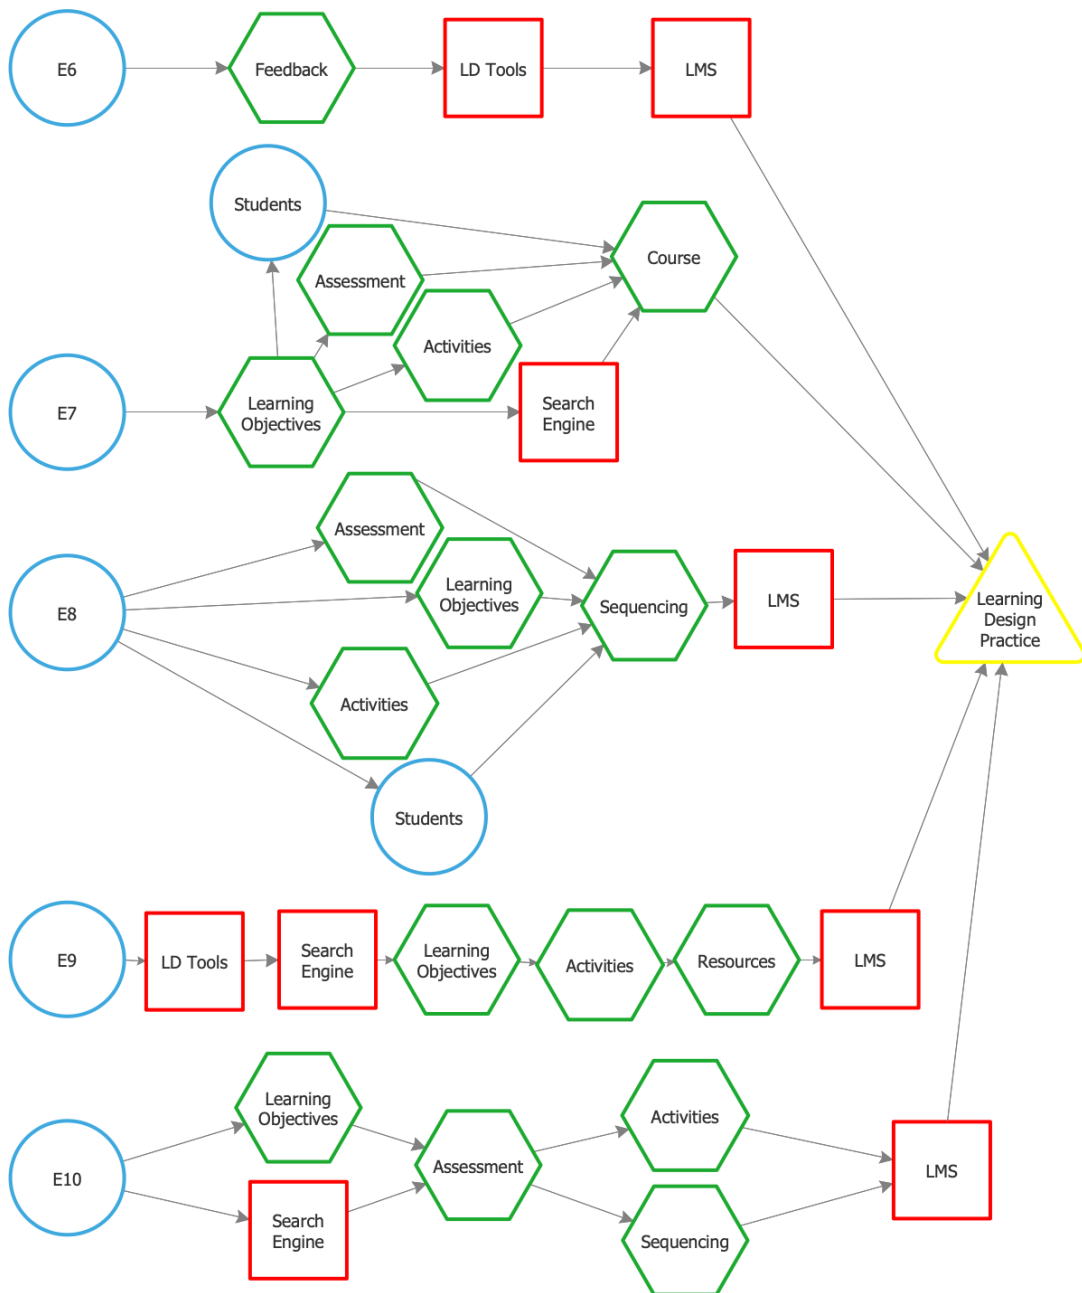 E6
Feedback
LD Tools
LMS
Students
Assessment
Course
Activities
E7
Learning
Objectives
Search
Engine
Assessment
E8
Learning
Objectives
Sequencing
LMS
Learning
Design
Practice
Activities
Students
E9
LD Tools
Search
Engine
Learning
Objectives
Activities
Resources
LMS
Learning
Objectives
Activities
E10
Assessment
LMS
Search
Engine
Sequencing